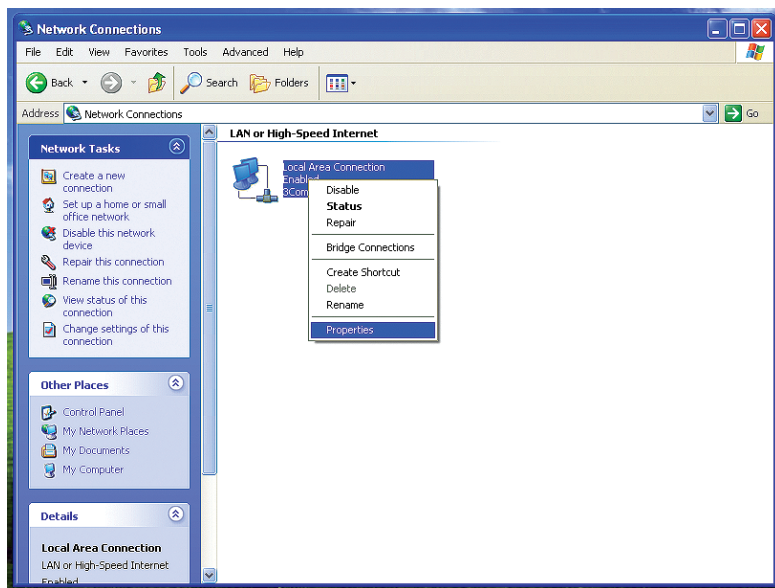 Network Connections
File Edit View Favorites Tools Advanced Help
Back Search Folders
Address Network Connections Go
Network Tasks
Create a new
connection
Set up a home or small
office network
Disable this network
device
Repair this connection
Rename this connection
View status of this
connection
Change settings of this
connection
Other Places
Control Panel
My Network Places
My Documents
My Computer
Details
Local Area Connection
LAN or High-Speed Internet
Enabled
LAN or High-Speed Internet
Local Area Connection
Enabled
3Com
Disable
Status
Repair
Bridge Connections
Create Shortcut
Delete
Rename
Properties